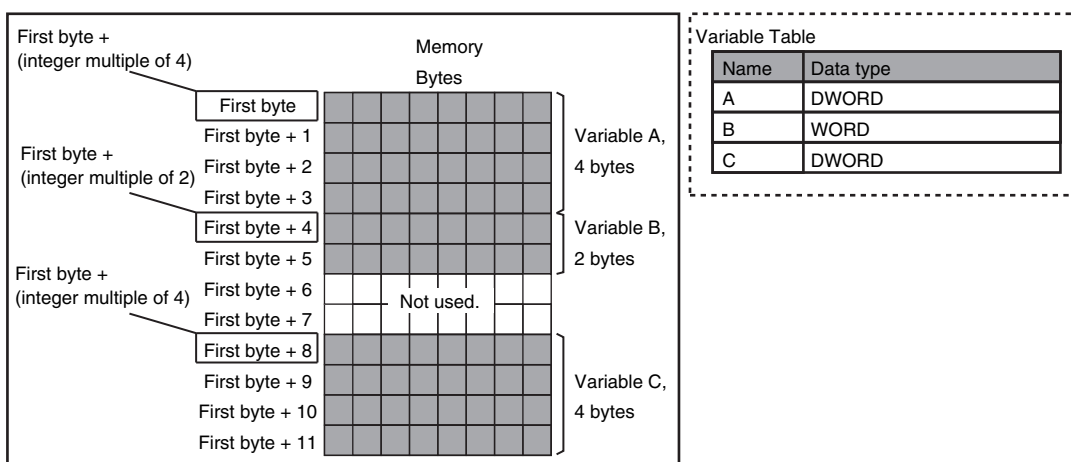 First byte +
(integer multiple of 4)
Memory
Bytes
First byte
First byte + 1
First byte + 2
First byte + 3
First byte +
(integer multiple of 2)
First byte + 4
First byte + 5
First byte +
(integer multiple of 4)
First byte + 6
First byte + 7
Not used.
First byte + 8
First byte + 9
First byte + 10
First byte + 11
Variable A,
4 bytes
Variable B,
2 bytes
Variable C,
4 bytes
Variable Table
Name Data type
A DWORD
B WORD
C DWORD